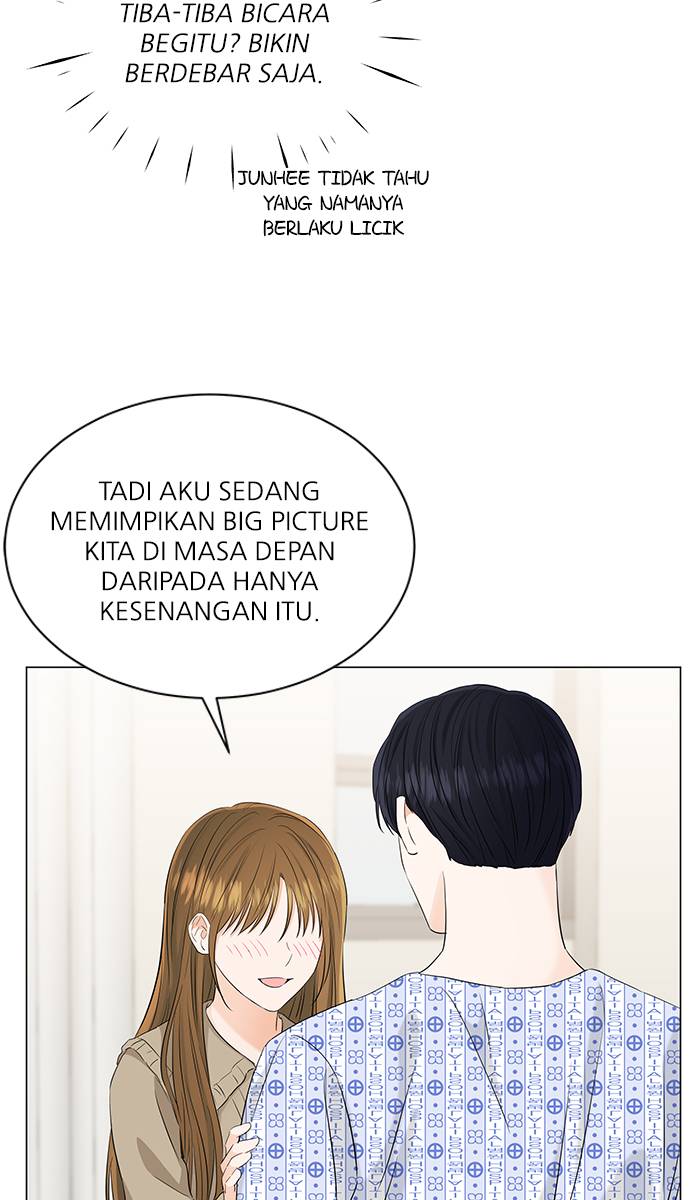 TIBA-TIBA BICARA
BEGITU? BIKIN
BERDEBAR SAJA.
JUNHEE TIDAK TAHU
YANG NAMANYA
BERLAKU LICIK
TADI AKU SEDANG
MEMIMPIKAN BIG PICTURE
KITA DI MASA DEPAN
DARIPADA HANYA
KESENANGAN ITU.